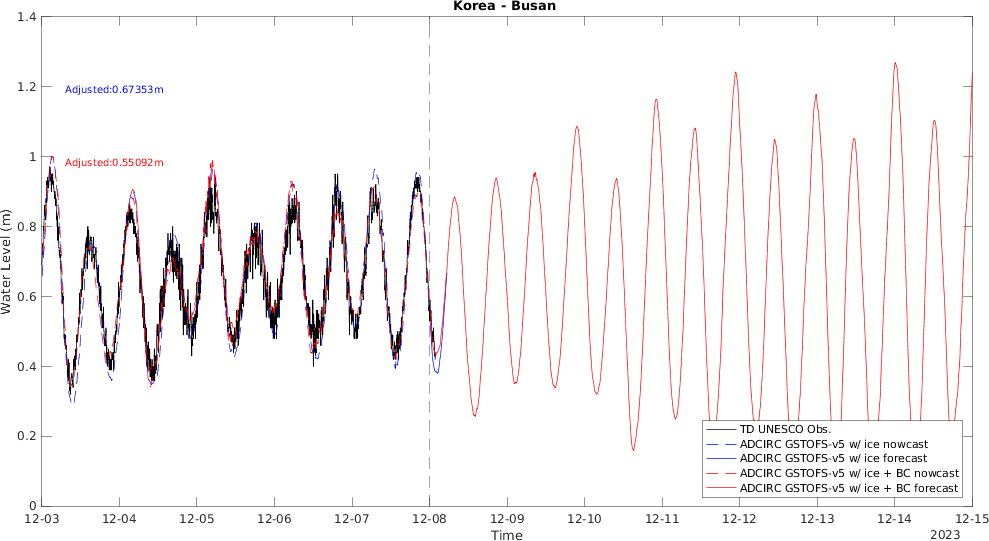 Korea - Busan
1.4
1.2
1
0.8
0.6
0.4
0.2
0
Water Level (m)
Adjusted:0.67353m
Adjusted:0.55092m
TD UNESCO Obs.
ADCIRC GSTOFS-v5 w/ ice nowcast
ADCIRC GSTOFS-v5 w/ ice forecast
ADCIRC GSTOFS-v5 w/ ice + BC nowcast
ADCIRC GSTOFS-v5 w/ ice + BC forecast
12-03 12-04 12-05 12-06 12-07 12-08 12-09 12-10 12-11 12-12 12-13 12-14 12-15
Time
2023